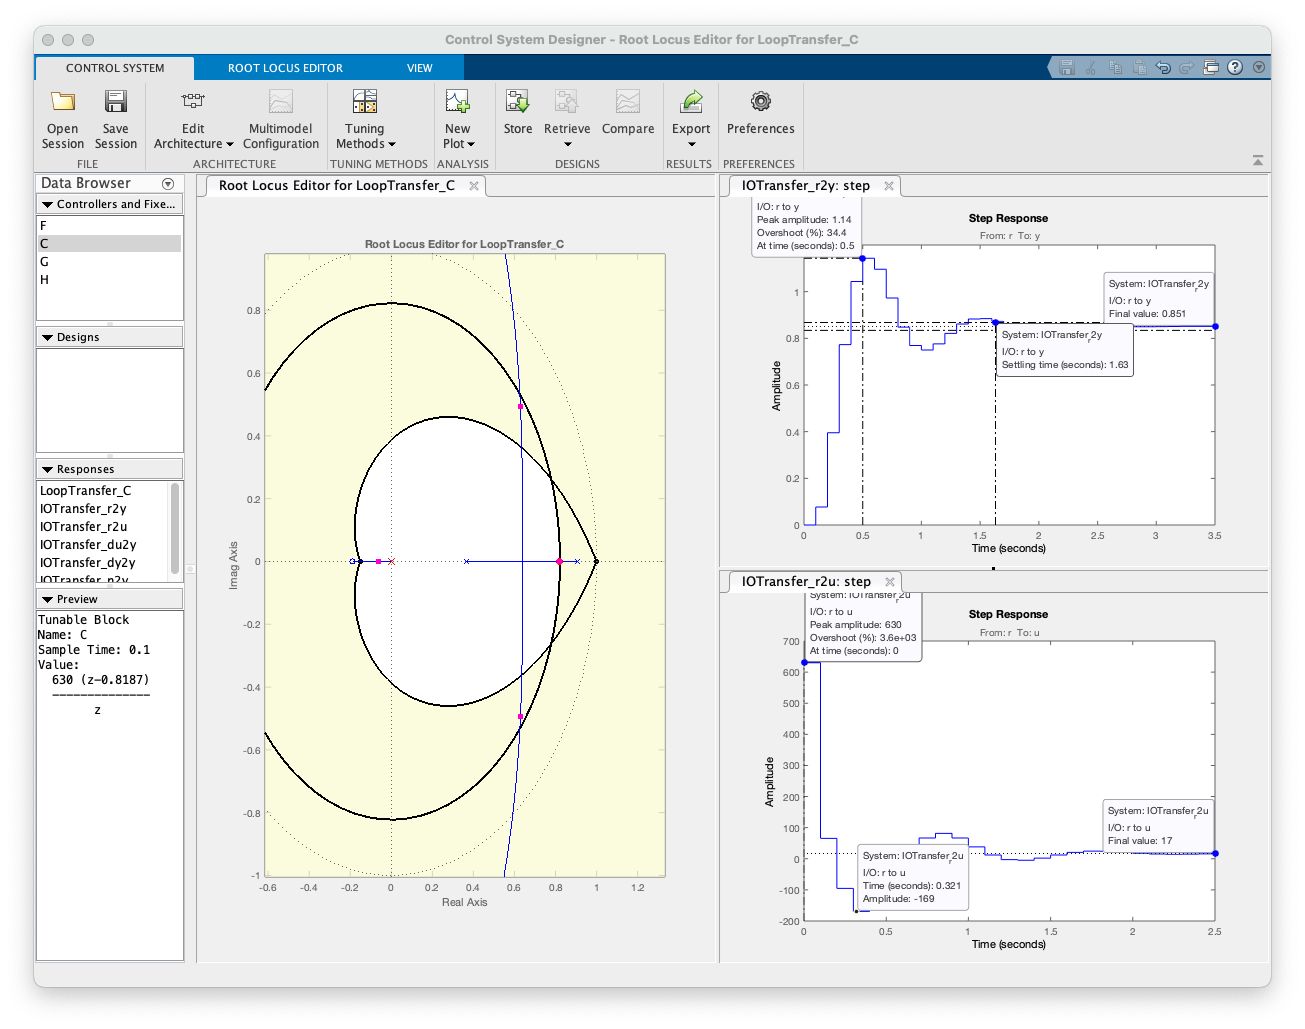 Control System Designer - Root Locus Editor for LoopTransfer_C
CONTROL SYSTEM
ROOT LOCUS EDITOR
VIEW
Open Session
Save Session
Edit Architecture
Multimodel Configuration
Tuning Methods
New Plot
Store
Retrieve
Compare
Export
Preferences
FILE
ARCHITECTURE
TUNING METHODS
ANALYSIS
DESIGNS
RESULTS
PREFERENCES
Data Browser
Controllers and Fixe...
F
C
G
H
Designs
Responses
LoopTransfer_C
IOTransfer_r2y
IOTransfer_r2u
IOTransfer_du2y
IOTransfer_dy2y
IOTransfer_n2y
Preview
Tunable Block
Name: C
Sample Time: 0.1
Value:
630 (z-0.8187)
--------------
z
Root Locus Editor for LoopTransfer_C
Root Locus Editor for LoopTransfer_C
0.8
0.6
0.4
0.2
0
-0.2
-0.4
-0.6
-0.8
-1
Imag Axis
-0.6
-0.4
-0.2
0
0.2
0.4
0.6
0.8
1
1.2
Real Axis
IOTransfer_r2y: step
Step Response
From: r To: y
I/O: r to y
Peak amplitude: 1.14
Overshoot (%): 34.4
At time (seconds): 0.5
System: IOTransfer_r2y
I/O: r to y
Final value: 0.851
System: IOTransfer_r2y
I/O: r to y
Settling time (seconds): 1.63
1
0.8
0.6
0.4
0.2
0
Amplitude
0
0.5
1
1.5
2
2.5
3
3.5
Time (seconds)
IOTransfer_r2u: step
Step Response
From: r To: u
System: IOTransfer_r2u
I/O: r to u
Peak amplitude: 630
Overshoot (%): 3.6e+03
At time (seconds): 0
System: IOTransfer_r2u
I/O: r to u
Final value: 17
System: IOTransfer_r2u
I/O: r to u
Time (seconds): 0.321
Amplitude: -169
700
600
500
400
300
200
100
0
-100
-200
Amplitude
0
0.5
1
1.5
2
2.5
Time (seconds)